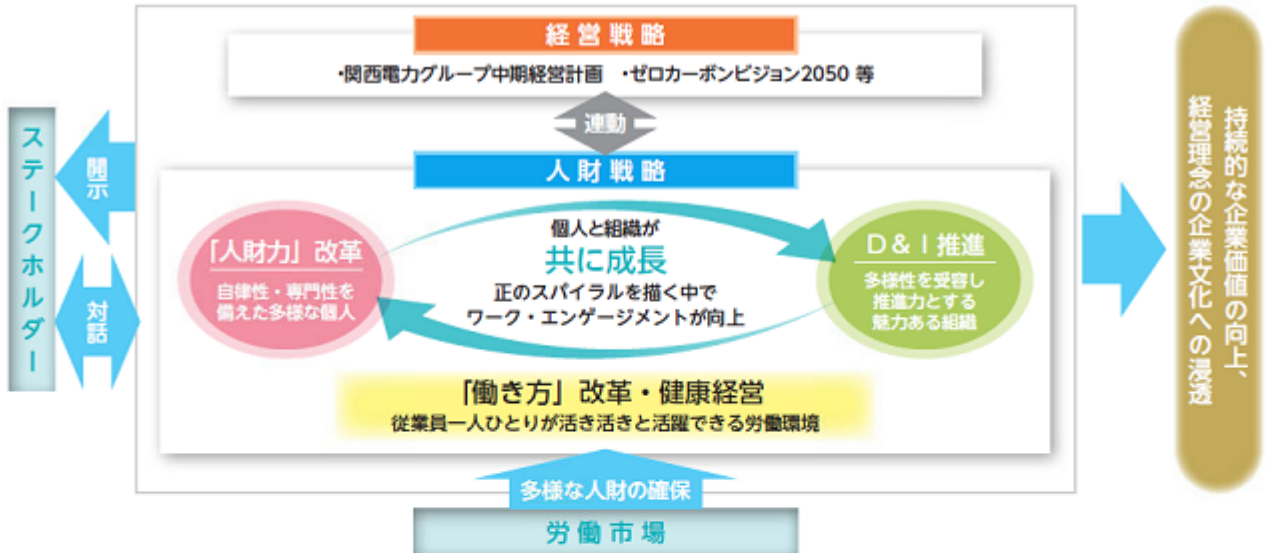 経営戦略
・関西電力グループ中期経営計画　・ゼロカーボンビジョン2050 等
連動
人財戦略
「人財力」改革
自律性・専門性を
備えた多様な個人
個人と組織が
共に成長
正のスパイラルを描く中で
ワーク・エンゲージメントが向上
D＆I 推進
多様性を受容し
推進力とする
魅力ある組織
「働き方」改革・健康経営
従業員一人ひとりが活き活きと活躍できる労働環境
多様な人財の確保
労働市場
ステークホルダー
開示
対話
持続的な企業価値の向上、
経営理念の企業文化への浸透